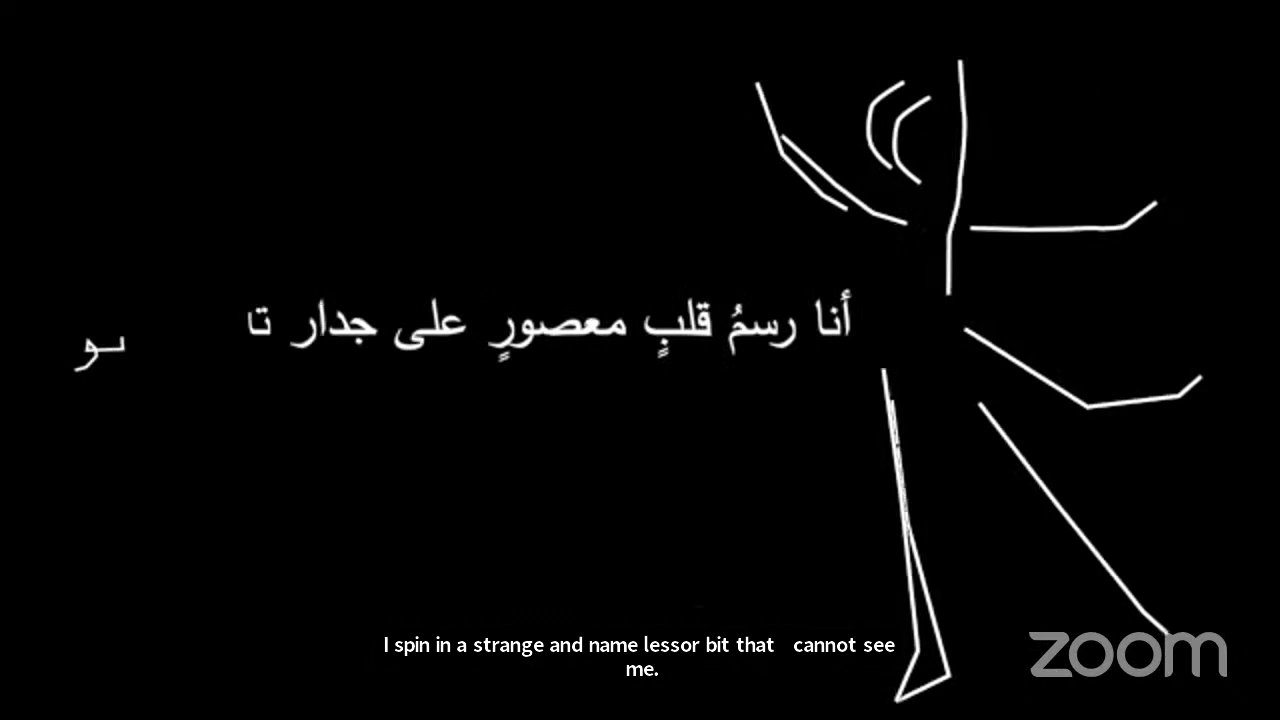 أنا رسمُ قلبٍ معصورٍ على جدار تا
I spin in a strange and name lessor bit that cannot see
me.
zoom